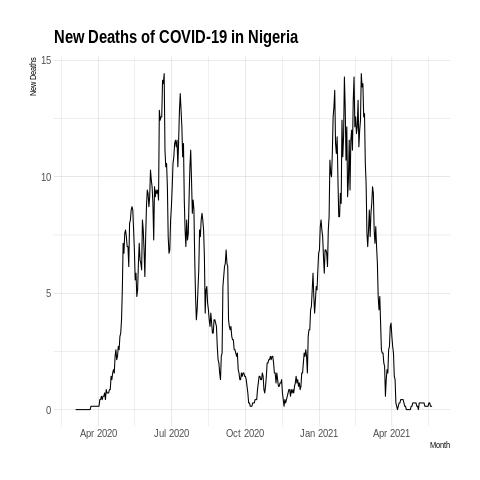 New Deaths of COVID-19 in Nigeria
New Deaths
15
10
5
0
Apr 2020 Jul 2020 Oct 2020 Jan 2021 Apr 2021
Month